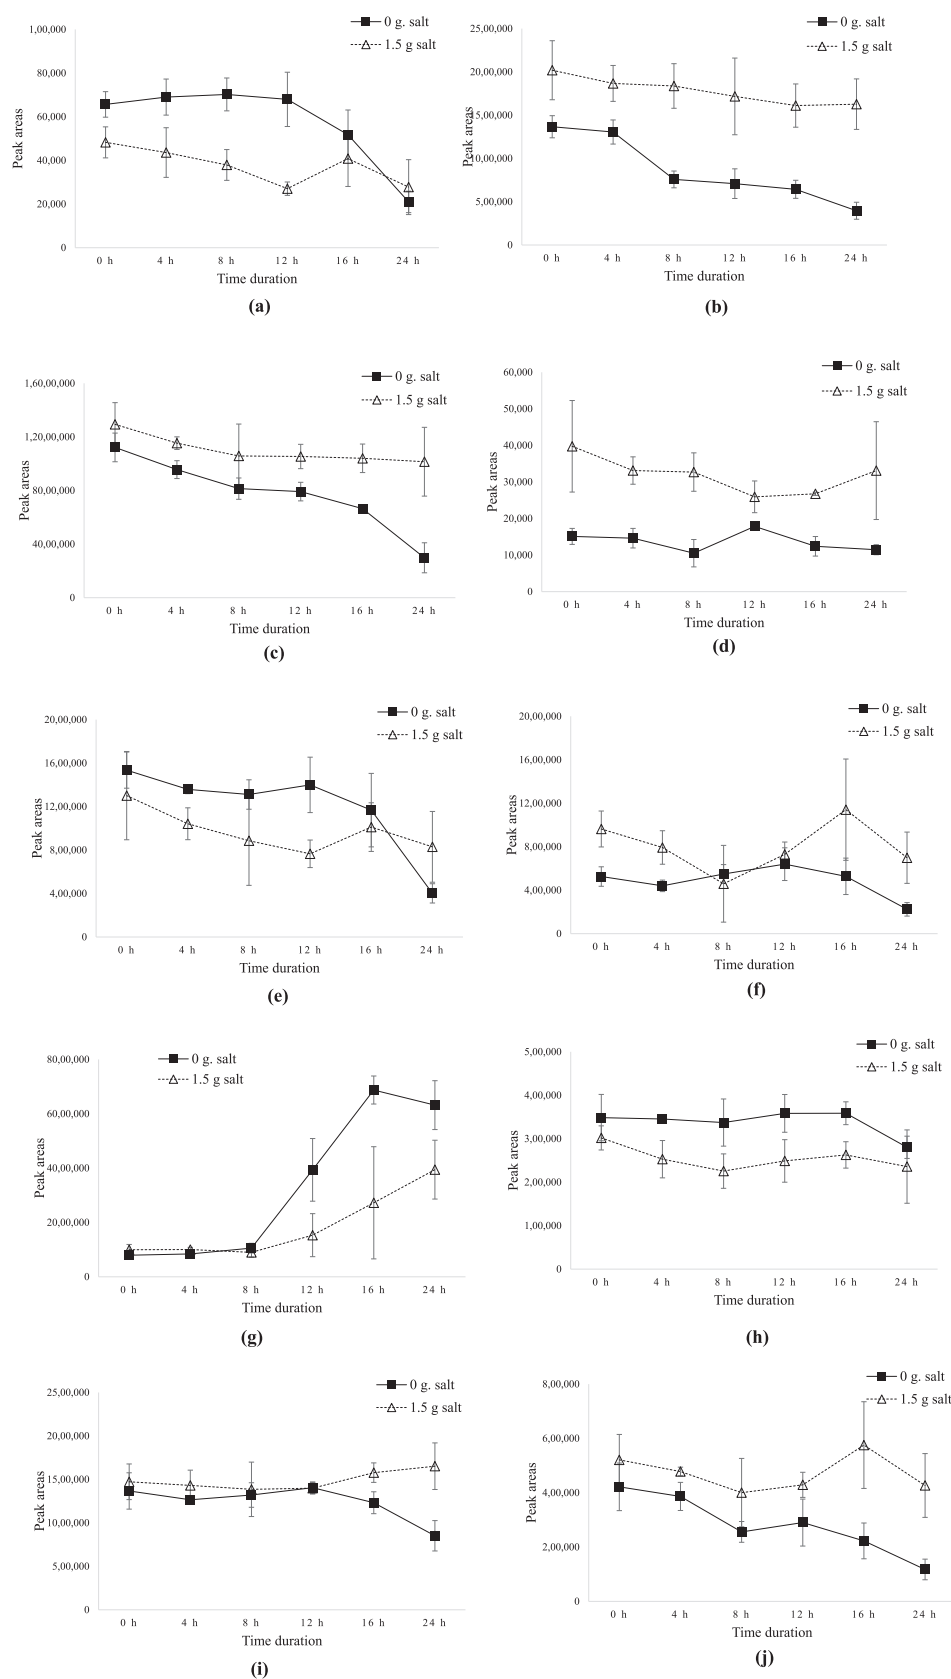 0 g. salt
1.5 g salt
1,00,000
80,000
60,000
40,000
20,000
0
Peak areas
0 h 4 h 8 h 12 h 16 h 24 h
Time duration
(a)
0 g. salt
1.5 g salt
25,00,000
20,00,000
15,00,000
10,00,000
5,00,000
0
Peak areas
0 h 4 h 8 h 12 h 16 h 24 h
Time duration
(b)
0 g. salt
1.5 g salt
1,60,00,000
1,20,00,000
80,00,000
40,00,000
0
Peak areas
0 h 4 h 8 h 12 h 16 h 24 h
Time duration
(c)
0 g. salt
1.5 g salt
60,000
50,000
40,000
30,000
20,000
10,000
0
Peak areas
0 h 4 h 8 h 12 h 16 h 24 h
Time duration
(d)
0 g. salt
1.5 g salt
20,00,000
16,00,000
12,00,000
8,00,000
4,00,000
0
Peak areas
0 h 4 h 8 h 12 h 16 h 24 h
Time duration
(e)
0 g. salt
1.5 g salt
20,00,000
16,00,000
12,00,000
8,00,000
4,00,000
0
Peak areas
0 h 4 h 8 h 12 h 16 h 24 h
Time duration
(f)
0 g. salt
1.5 g salt
80,00,000
60,00,000
40,00,000
20,00,000
0
Peak areas
0 h 4 h 8 h 12 h 16 h 24 h
Time duration
(g)
0 g. salt
1.5 g salt
5,00,000
4,00,000
3,00,000
2,00,000
1,00,000
0
Peak areas
0 h 4 h 8 h 12 h 16 h 24 h
Time duration
(h)
0 g. salt
1.5 g salt
25,00,000
20,00,000
15,00,000
10,00,000
5,00,000
0
Peak areas
0 h 4 h 8 h 12 h 16 h 24 h
Time duration
(i)
0 g. salt
1.5 g salt
8,00,000
6,00,000
4,00,000
2,00,000
0
Peak areas
0 h 4 h 8 h 12 h 16 h 24 h
Time duration
(j)